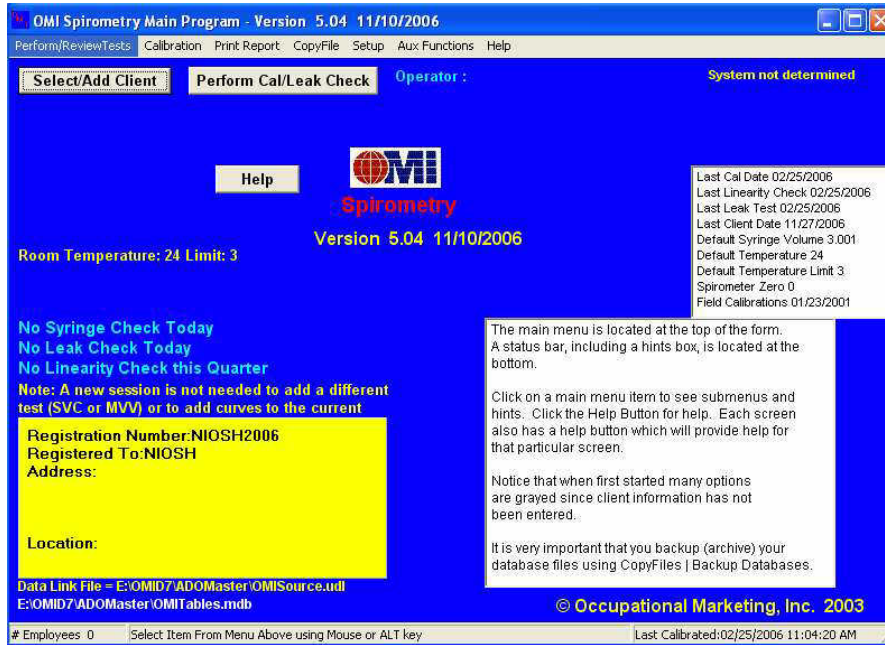 OMI Spirometry Main Program - Version 5.04 11/10/2006
Perform/ReviewTests Calibration Print Report CopyFile Setup Aux Functions Help
Select/Add Client Perform Cal/Leak Check Operator : System not determined
Help
OMI
Spirometry
Version 5.04 11/10/2006
Room Temperature: 24 Limit: 3
Last Cal Date 02/25/2006
Last Linearity Check 02/25/2006
Last Leak Test 02/25/2006
Last Client Date 11/27/2006
Default Syringe Volume 3.001
Default Temperature 24
Default Temperature Limit 3
Spirometer Zero 0
Field Calibrations 01/23/2001
No Syringe Check Today
No Leak Check Today
No Linearity Check this Quarter
Note: A new session is not needed to add a different
test (SVC or MVV) or to add curves to the current
Registration Number:NIOSH2006
Registered To:NIOSH
Address:
Location:
The main menu is located at the top of the form.
A status bar, including a hints box, is located at the
bottom.
Click on a main menu item to see submenus and
hints. Click the Help Button for help. Each screen
also has a help button which will provide help for
that particular screen.
Notice that when first started many options
are grayed since client information has not
been entered.
It is very important that you backup (archive) your
database files using CopyFiles | Backup Databases.
Data Link File = E:\OMID7\ADOMaster\OMISource.udl
E:\OMID7\ADOMaster\OMITables.mdb
© Occupational Marketing, Inc. 2003
# Employees 0 Select Item From Menu Above using Mouse or ALT key Last Calibrated:02/25/2006 11:04:20 AM